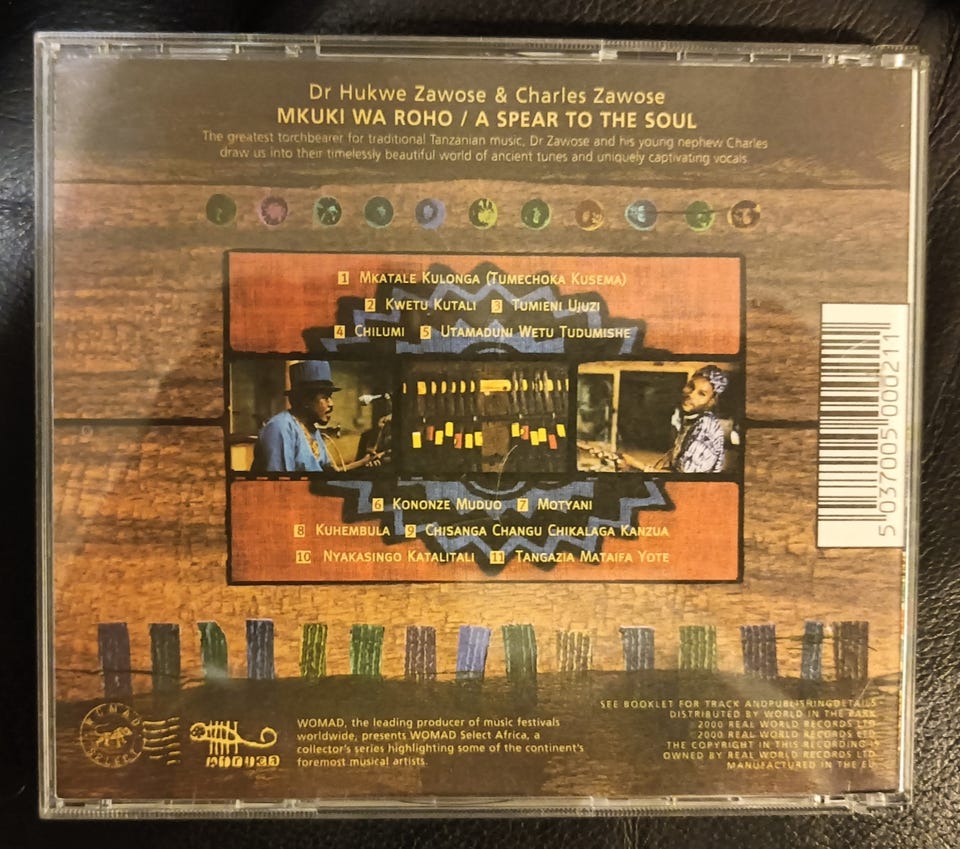 Dr Hukwe Zawose & Charles Zawose
MKUKI WA ROHO / A SPEAR TO THE SOUL
The greatest torchbearer for traditional Tanzanian music, Dr Zawose and his young nephew Charles
draw us into their timelessly beautiful world of ancient tunes and uniquely captivating vocals.
1 Mkatale Kulonga (Tumechoka Kusema)
2 Kwetu Kutali 3 Tumieni Ujuzi
4 Chilumi 5 Utamaduni Wetu Tudumishe
6 Kononze Muduo 7 Motyani
8 Kuhembula 9 Chisanga Changu Chikalaga Kanzua
10 Nyakasingo Katalitali 11 Tangazia Mataifa Yote
5 037005 000211
WOMAD
SELECT
africa
WOMAD, the leading producer of music festivals
worldwide, presents WOMAD Select Africa, a
collector's series highlighting some of the continent's
foremost musical artists.
SEE BOOKLET FOR TRACK ANDPUBLISHINGDETAILS
DISTRIBUTED BY WORLD IN THE PARK
2000 REAL WORLD RECORDS LTD.
2000 REAL WORLD RECORDS LTD.
THE COPYRIGHT IN THIS RECORDING IS
OWNED BY REAL WORLD RECORDS LTD.
MANUFACTURED IN THE EU.